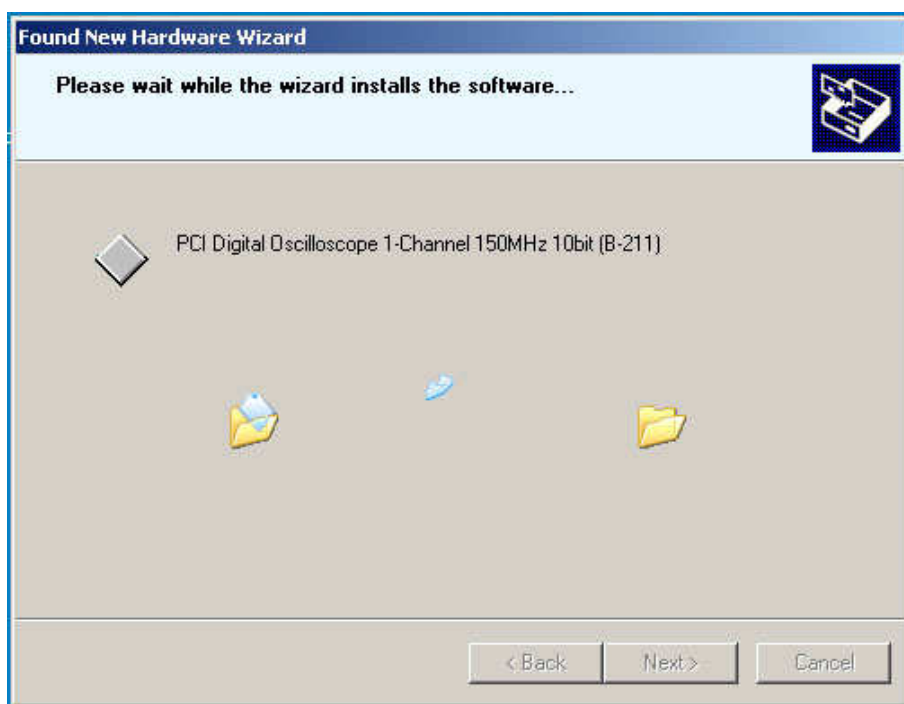 Found New Hardware Wizard
Please wait while the wizard installs the software...
PCI Digital Oscilloscope 1-Channel 150MHz 10bit (B-211)
< Back
Next >
Cancel